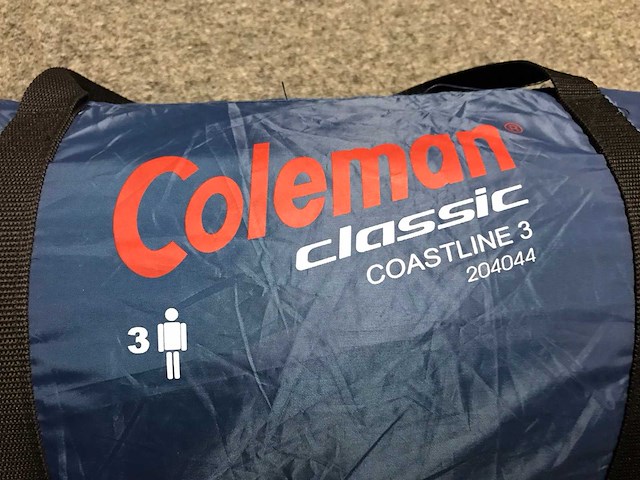 Coleman®
classic
COASTLINE 3
204044
3